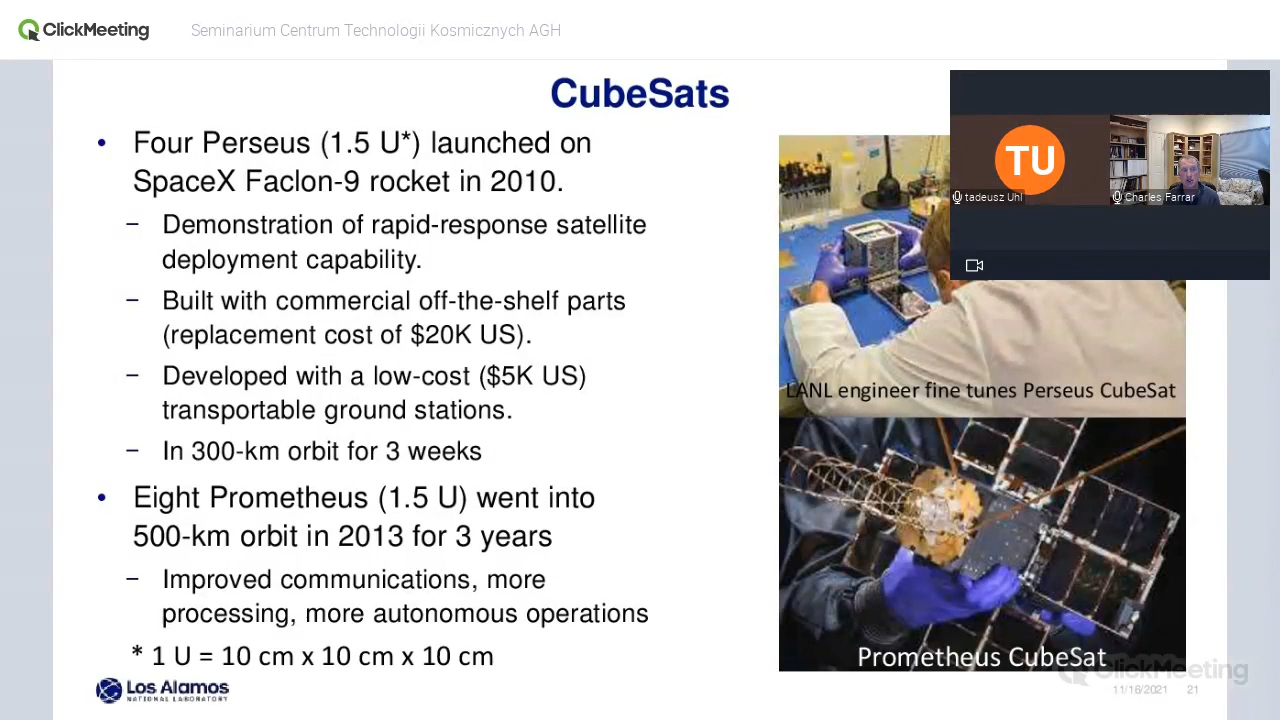 ClickMeeting
Seminarium Centrum Technologii Kosmicznych AGH
CubeSats
• Four Perseus (1.5 U*) launched on
SpaceX Faclon-9 rocket in 2010.
– Demonstration of rapid-response satellite
deployment capability.
– Built with commercial off-the-shelf parts
(replacement cost of $20K US).
– Developed with a low-cost ($5K US)
transportable ground stations.
– In 300-km orbit for 3 weeks
• Eight Prometheus (1.5 U) went into
500-km orbit in 2013 for 3 years
– Improved communications, more
processing, more autonomous operations
* 1 U = 10 cm x 10 cm x 10 cm
Los Alamos
NATIONAL LABORATORY
TU
tadeusz Uhl
Charles Farrar
LANL engineer fine tunes Perseus CubeSat
Prometheus CubeSat
ClickMeeting
11/18/2021 21